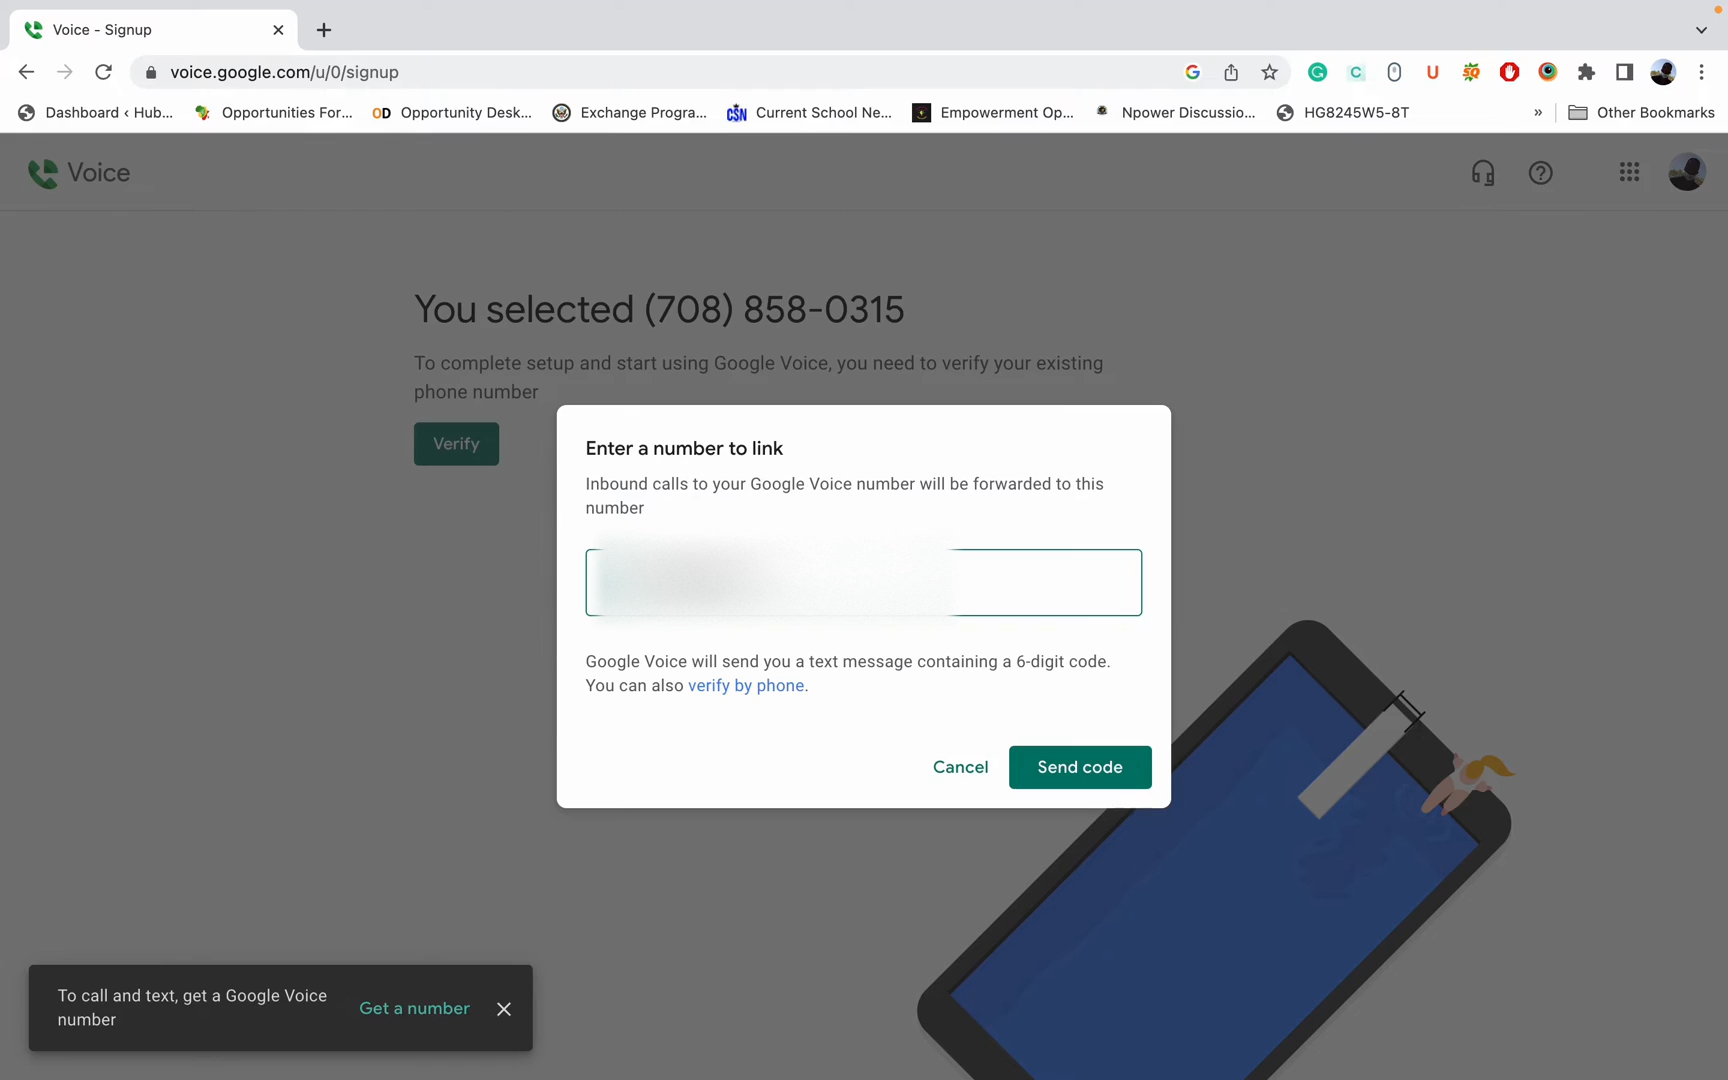 Voice - Signup
voice.google.com/u/0/signup
Dashboard ‹ Hub... Opportunities For... OD Opportunity Desk... Exchange Progra... CSN Current School Ne... Empowerment Op... Npower Discussio... HG8245W5-8T » Other Bookmarks
Voice
You selected (708) 858-0315
To complete setup and start using Google Voice, you need to verify your existing
phone number
Verify
Enter a number to link
Inbound calls to your Google Voice number will be forwarded to this
number
Google Voice will send you a text message containing a 6-digit code.
You can also verify by phone.
Cancel Send code
To call and text, get a Google Voice
number
Get a number